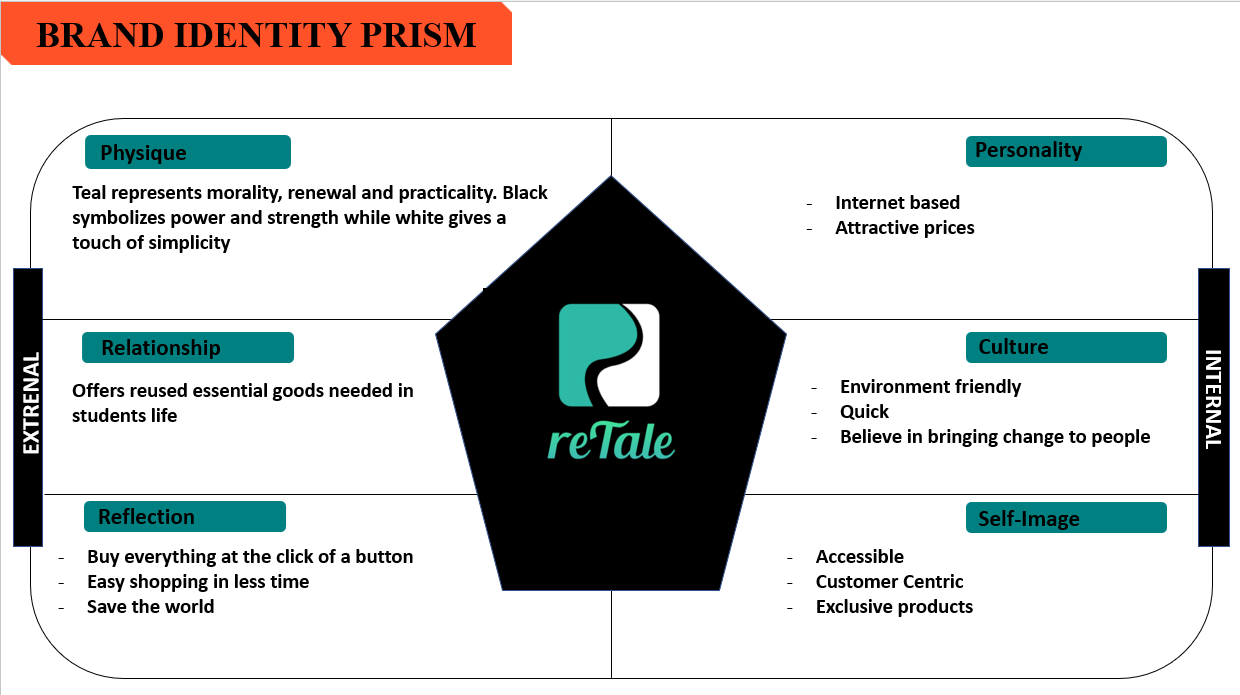 BRAND IDENTITY PRISM
Physique
Teal represents morality, renewal and practicality. Black
symbolizes power and strength while white gives a
touch of simplicity
Personality
- Internet based
- Attractive prices
EXTRENAL
Relationship
Offers reused essential goods needed in
students life
reTale
Culture
- Environment friendly
- Quick
- Believe in bringing change to people
INTERNAL
Reflection
- Buy everything at the click of a button
- Easy shopping in less time
- Save the world
Self-Image
- Accessible
- Customer Centric
- Exclusive products